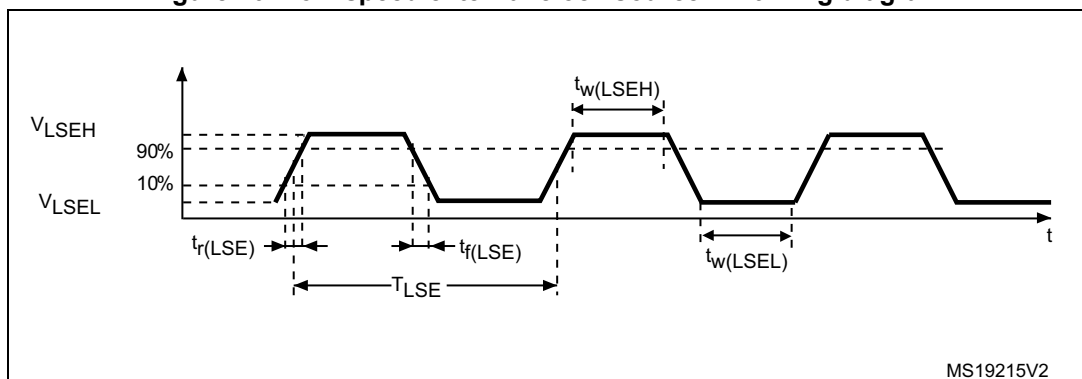 tw(LSEH)
VLSEH
90%
10%
VLSEL
tr(LSE)
tf(LSE)
TLSE
tw(LSEL)
t
MS19215V2